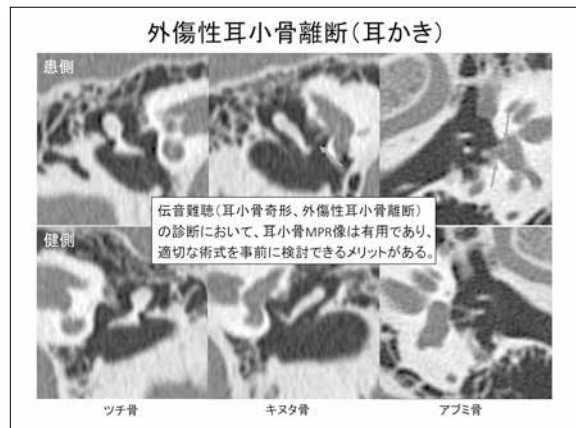 外傷性耳小骨離断（耳かき）
患側
伝音難聴（耳小骨奇形、外傷性耳小骨離断）
の診断において、耳小骨MPR像は有用であり、
適切な術式を事前に検討できるメリットがある。
健側
ツチ骨
キヌタ骨
アブミ骨